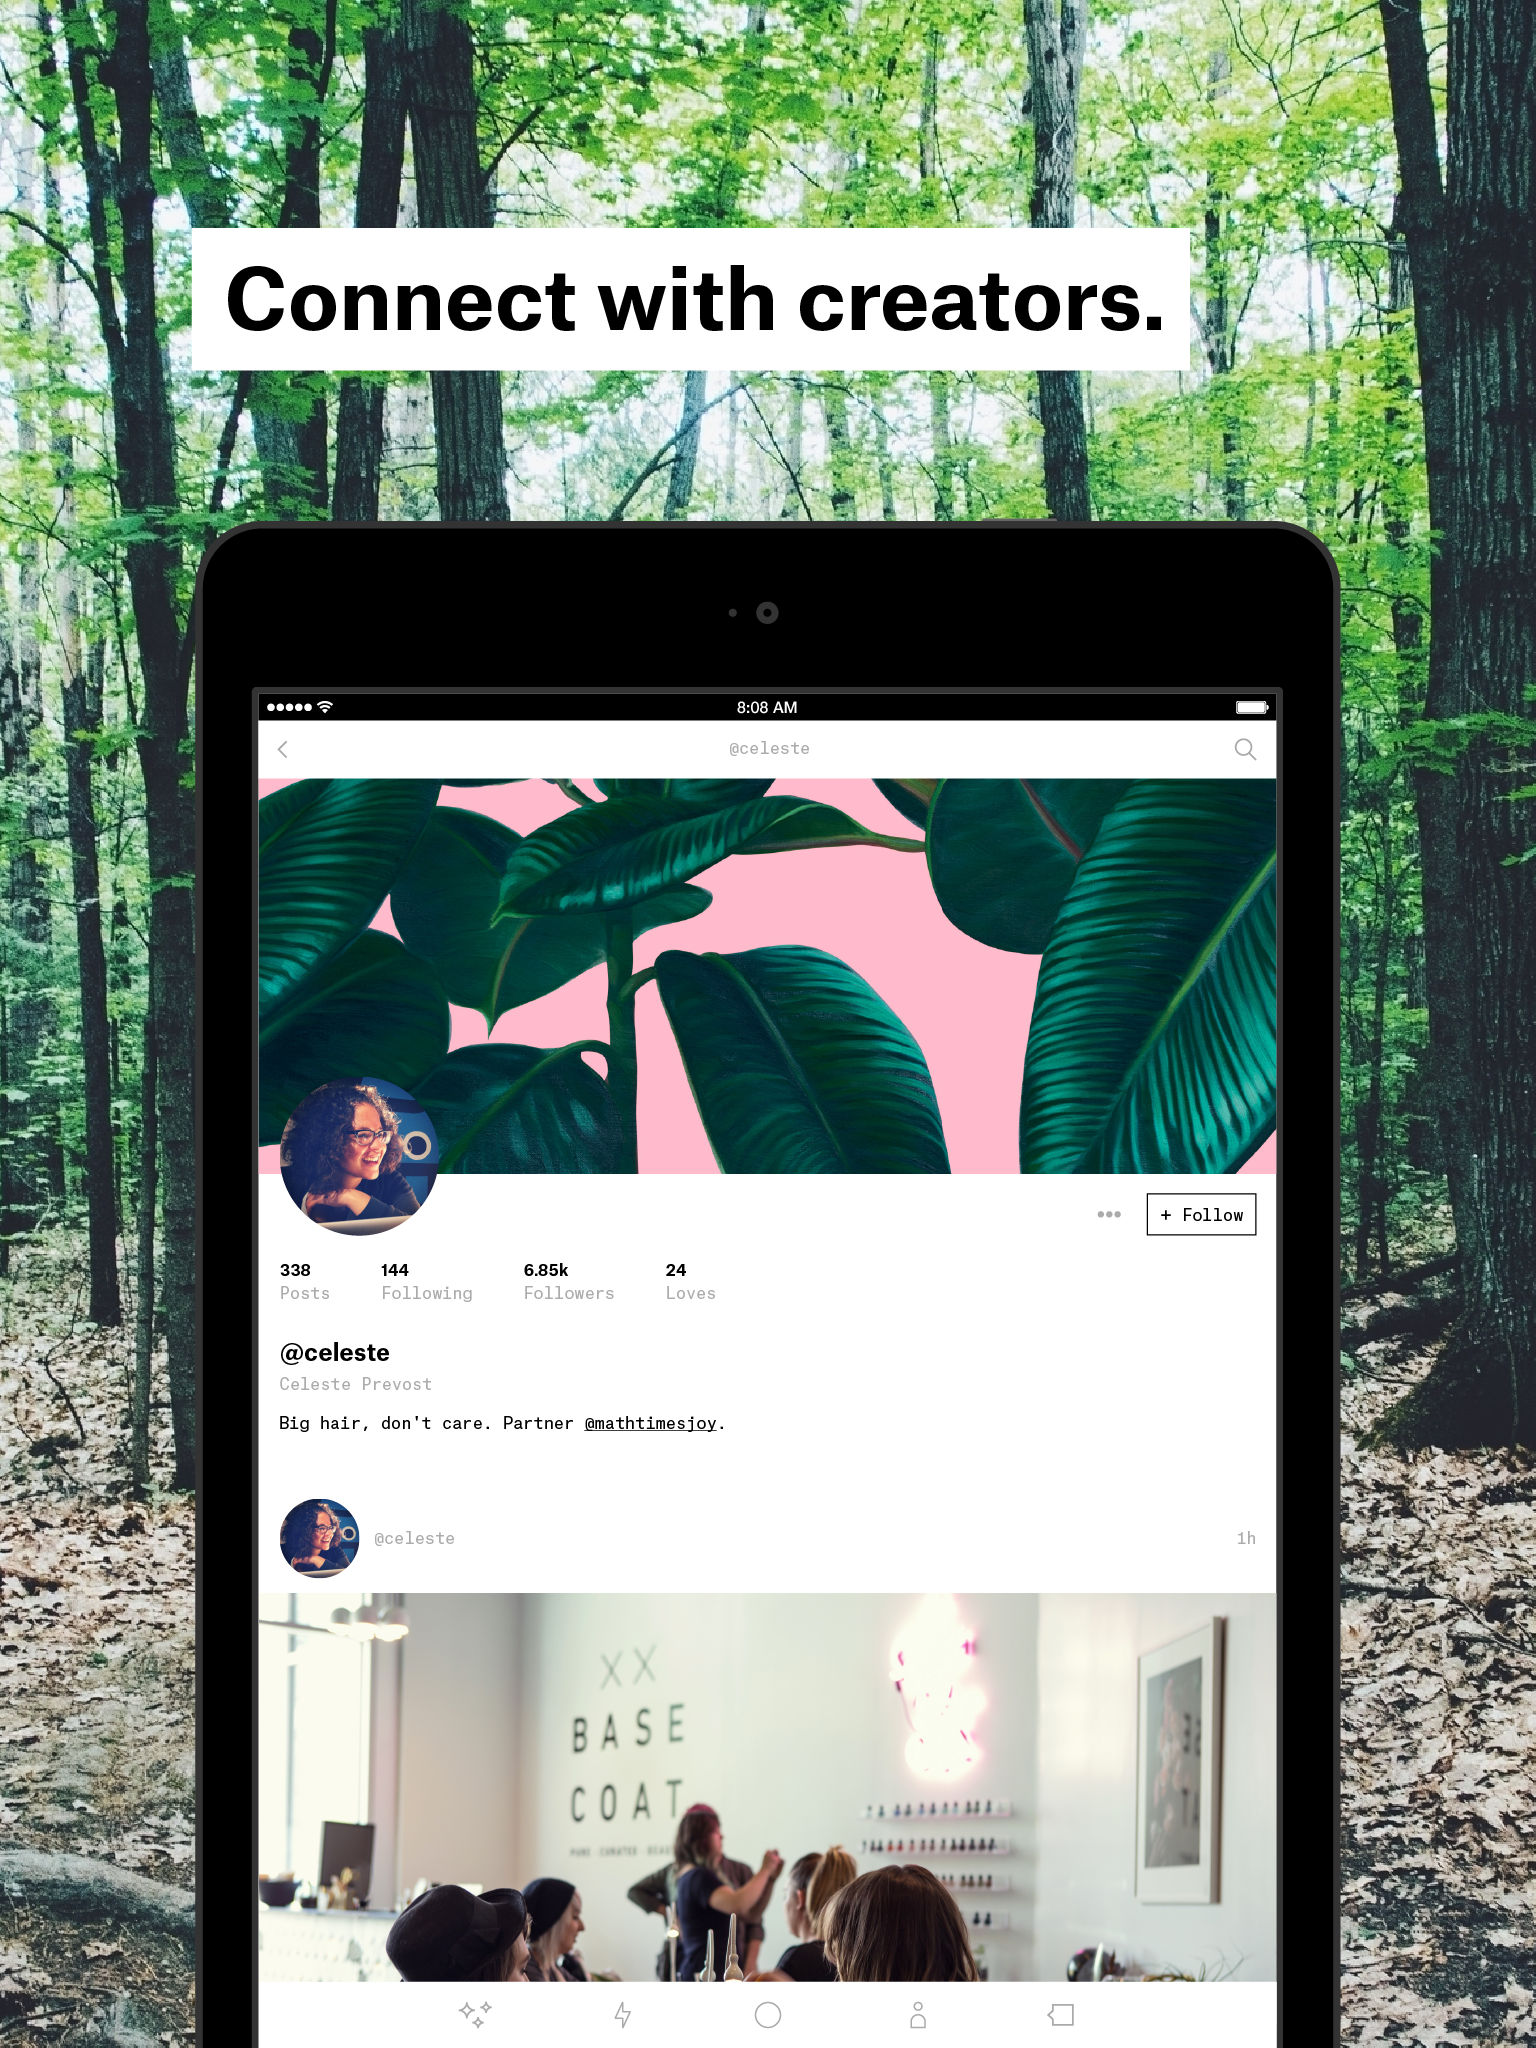 Connect with creators.
8:08 AM
@celeste
+ Follow
338 144 6.85k 24
Posts Following Followers Loves
@celeste
Celeste Prevost
Big hair, don't care. Partner @mathtimesjoy.
@celeste 1h
XX
BASE
COAT